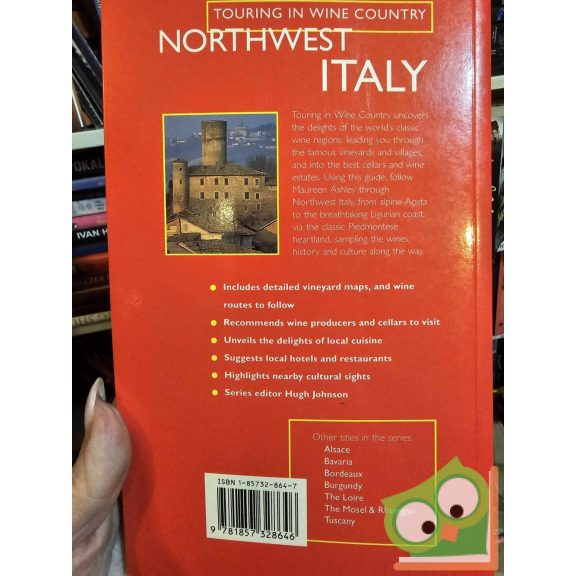 TOURING IN WINE COUNTRY
NORTHWEST
ITALY
Touring in Wine Country uncovers
the delights of the world's classic
wine regions, leading you through
the famous vineyards and villages,
and into the best cellars and wine
estates. Using this guide, follow
Maureen Ashley through
Northwest Italy, from alpine Aosta
to the breathtaking Ligurian coast,
via the classic Piedmontese
heartland, sampling the wines,
history and culture along the way.
Includes detailed vineyard maps, and wine
routes to follow
Recommends wine producers and cellars to visit
Unveils the delights of local cuisine
Suggests local hotels and restaurants
Highlights nearby cultural sights
Series editor Hugh Johnson
Other titles in the series:
Alsace
Bavaria
Bordeaux
Burgundy
The Loire
The Mosel & Rheingau
Tuscany
ISBN 1-85732-864-7
9 781857 328646
IVAN H